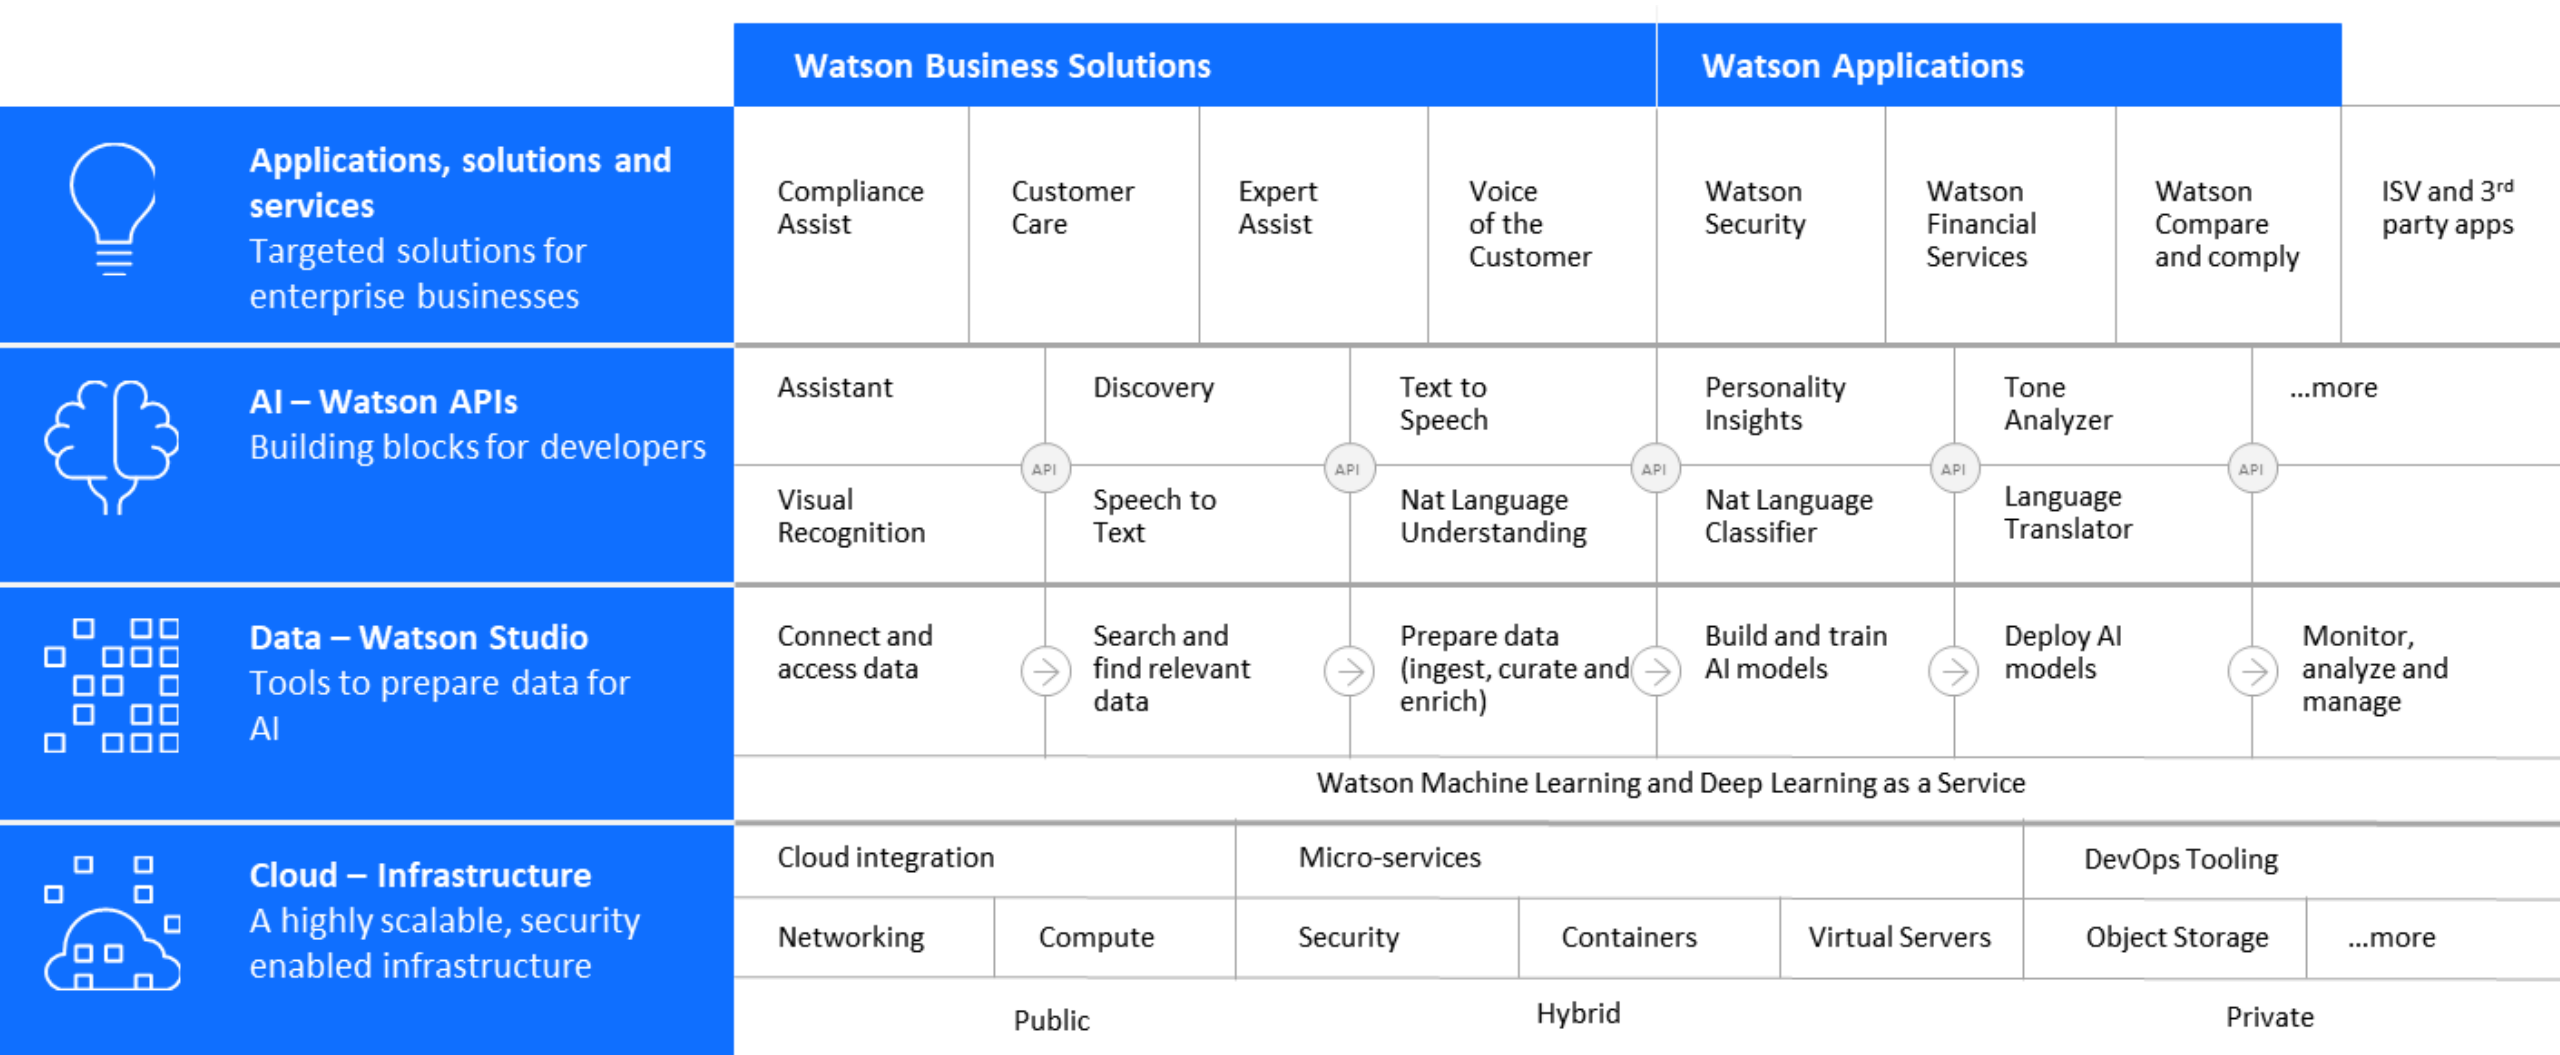 Watson Business Solutions
Watson Applications
Applications, solutions and
services
Targeted solutions for
enterprise businesses
Compliance
Assist
Customer
Care
Expert
Assist
Voice
of the
Customer
Watson
Security
Watson
Financial
Services
Watson
Compare
and comply
ISV and 3rd
party apps
AI – Watson APIs
Building blocks for developers
Assistant
Discovery
Text to
Speech
Personality
Insights
Tone
Analyzer
...more
API
API
API
API
API
Visual
Recognition
Speech to
Text
Nat Language
Understanding
Nat Language
Classifier
Language
Translator
Data – Watson Studio
Tools to prepare data for
AI
Connect and
access data
Search and
find relevant
data
Prepare data
(ingest, curate and
enrich)
Build and train
AI models
Deploy AI
models
Monitor,
analyze and
manage
Watson Machine Learning and Deep Learning as a Service
Cloud – Infrastructure
A highly scalable, security
enabled infrastructure
Cloud integration
Micro-services
DevOps Tooling
Networking
Compute
Security
Containers
Virtual Servers
Object Storage
...more
Public
Hybrid
Private